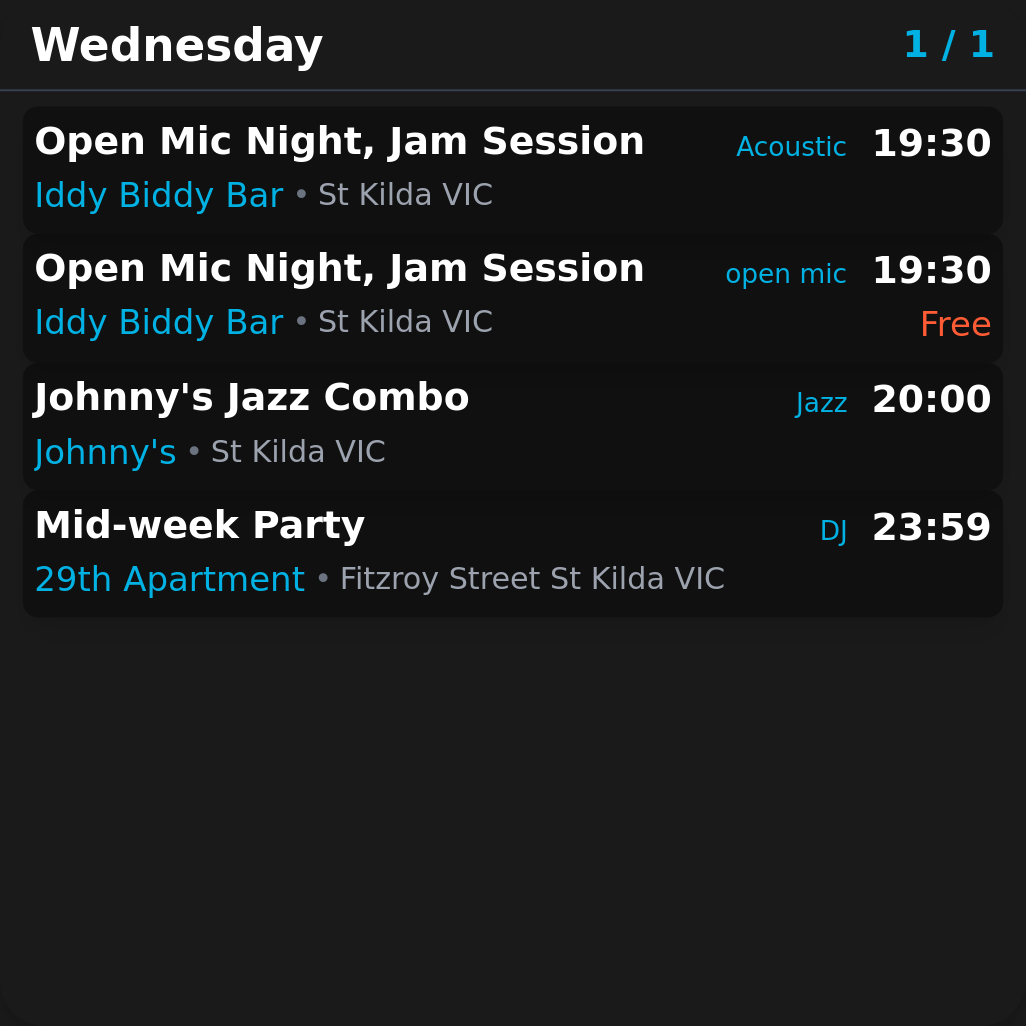 Wednesday 1 / 1
Open Mic Night, Jam Session Acoustic 19:30
Iddy Biddy Bar • St Kilda VIC
Open Mic Night, Jam Session open mic 19:30
Iddy Biddy Bar • St Kilda VIC Free
Johnny's Jazz Combo Jazz 20:00
Johnny's • St Kilda VIC
Mid-week Party DJ 23:59
29th Apartment • Fitzroy Street St Kilda VIC